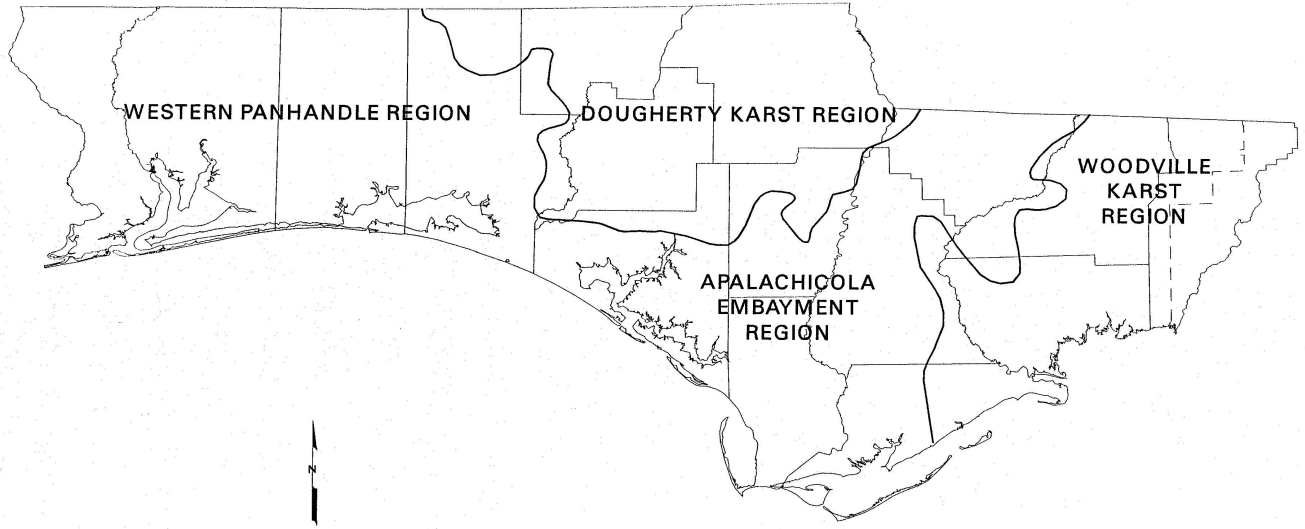 WESTERN PANHANDLE REGION
DOUGHERTY KARST REGION
WOODVILLE
KARST
REGION
APALACHICOLA
EMBAYMENT
REGION
N